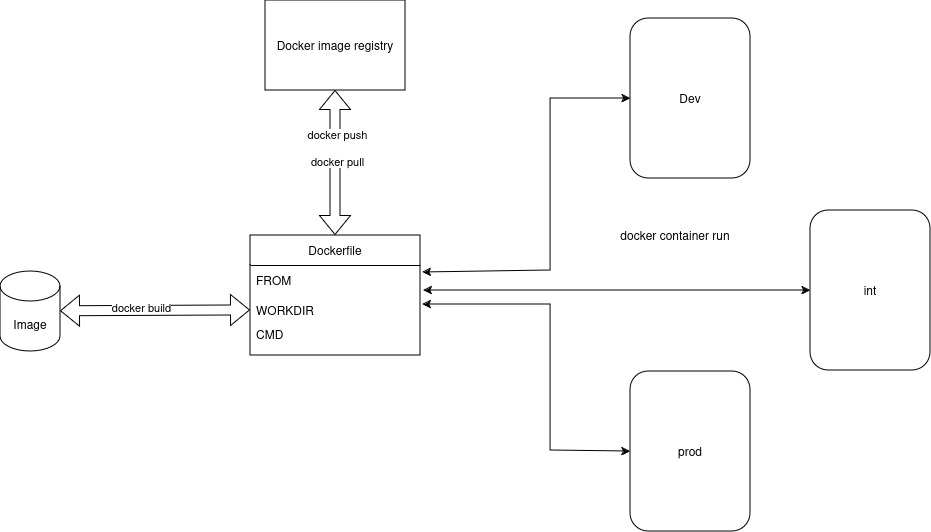 Docker image registry
docker push
docker pull
Dockerfile
FROM
WORKDIR
CMD
Image
docker build
Dev
docker container run
int
prod